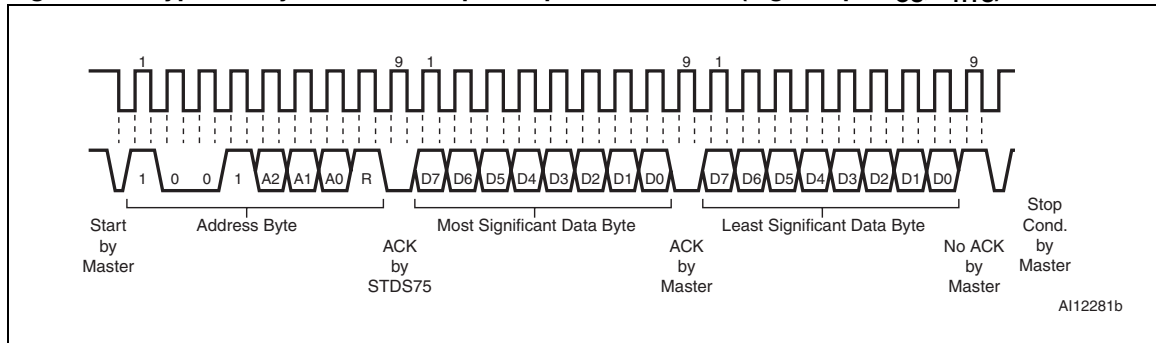 1 9 1 9 1 9
1 0 0 1 A2 A1 A0 R D7 D6 D5 D4 D3 D2 D1 D0 D7 D6 D5 D4 D3 D2 D1 D0
Start
by
Master
Address Byte
ACK
by
STDS75
Most Significant Data Byte
ACK
by
Master
Least Significant Data Byte
No ACK
by
Master
Stop
Cond.
by
Master
AI12281b